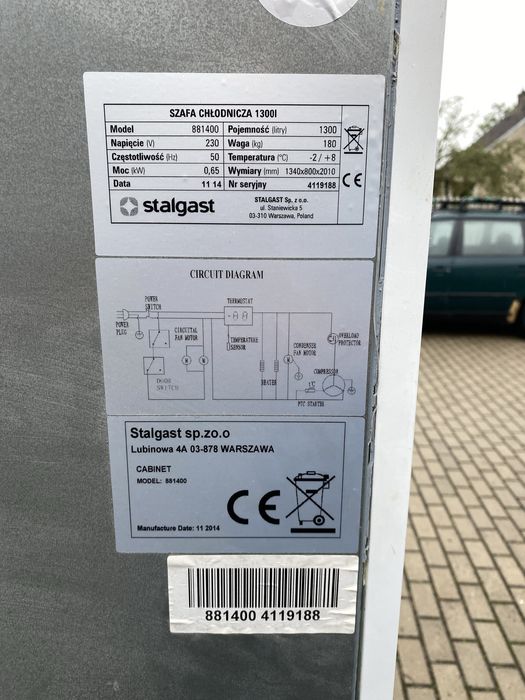 SZAFA CHŁODNICZA 1300l
Model 881400 Pojemność (litry) 1300
Napięcie (V) 230 Waga (kg) 180
Częstotliwość (Hz) 50 Temperatura (°C) -2 / +8
Moc (kW) 0,65 Wymiary (mm) 1340x800x2010
Data 11 14 Nr seryjny 4119188
CE
stalgast
STALGAST Sp. z o.o.
ul. Staniewicka 5
03-310 Warszawa, Poland
CIRCUIT DIAGRAM
POWER SWITCH
THERMOSTAT
POWER PLUG
CIRCUITAL FAN MOTOR
TEMPERATURE SENSOR
CONDENSER FAN MOTOR
OVERLOAD PROTECTOR
M M M
DOOR SWITCH
HEATER
COMPRESSOR
PTC STARTER
Stalgast sp.zo.o
Lubinowa 4A 03-878 WARSZAWA
CABINET
MODEL: 881400
CE
Manufacture Date: 11 2014
881400 4119188